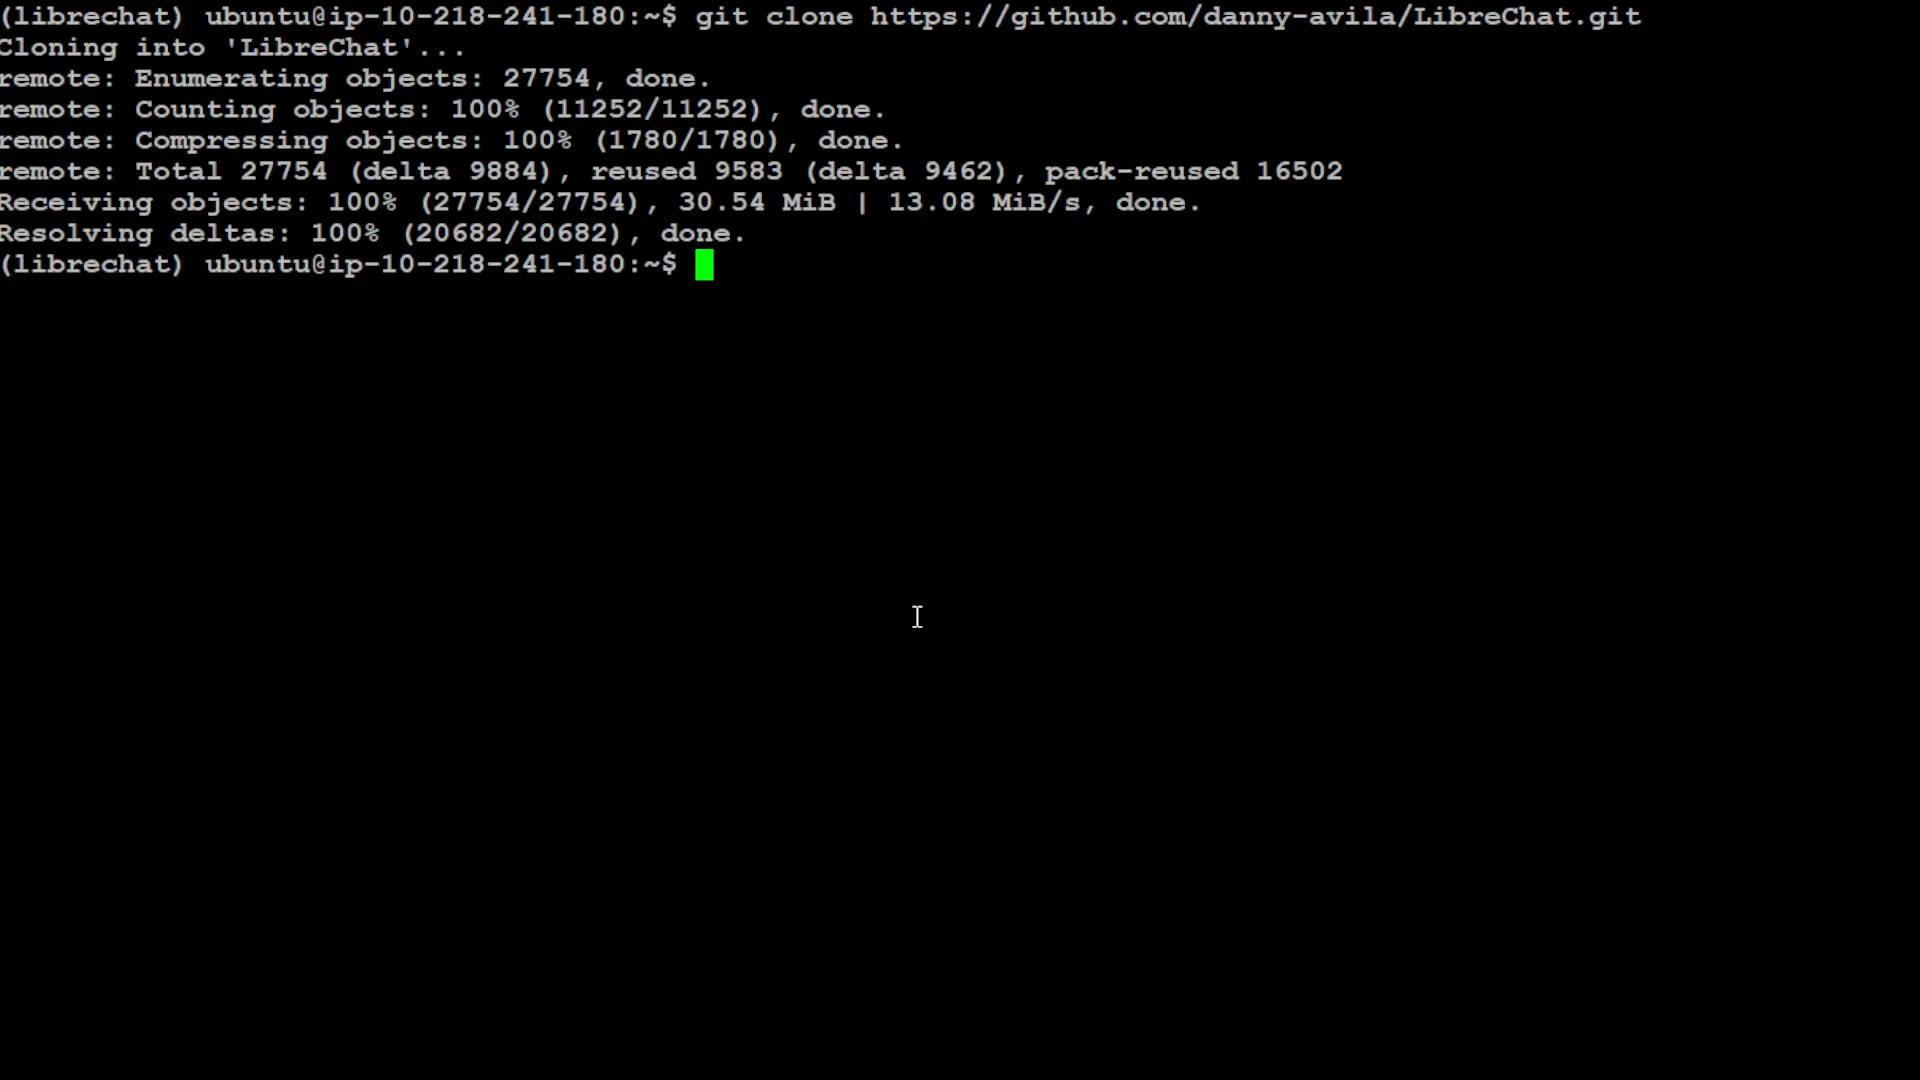 (librechat) ubuntu@ip-10-218-241-180:~$ git clone https://github.com/danny-avila/LibreChat.git
Cloning into 'LibreChat'...
remote: Enumerating objects: 27754, done.
remote: Counting objects: 100% (11252/11252), done.
remote: Compressing objects: 100% (1780/1780), done.
remote: Total 27754 (delta 9884), reused 9583 (delta 9462), pack-reused 16502
Receiving objects: 100% (27754/27754), 30.54 MiB | 13.08 MiB/s, done.
Resolving deltas: 100% (20682/20682), done.
(librechat) ubuntu@ip-10-218-241-180:~$